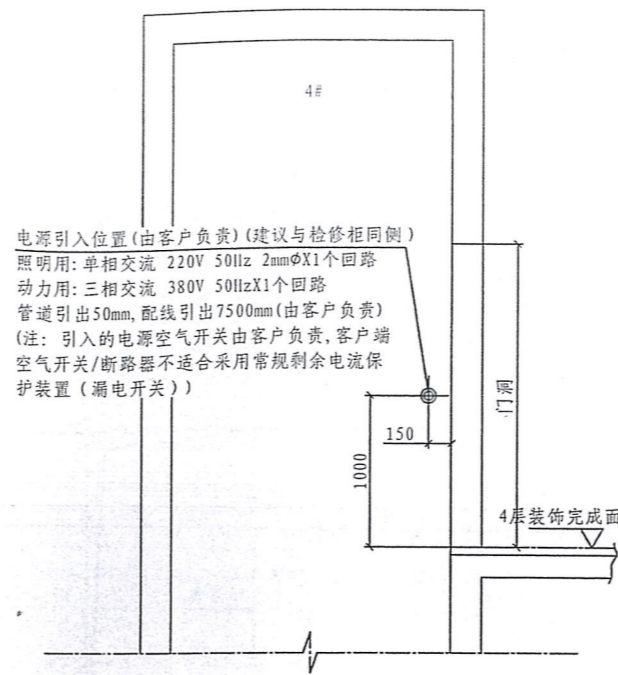 4#
电源引入位置(由客户负责)(建议与检修柜同侧)
照明用: 单相交流 220V 50Hz 2mmΦX1个回路
动力用: 三相交流 380V 50HzX1个回路
管道引出50mm, 配线引出7500mm(由客户负责)
(注: 引入的电源空气开关由客户负责, 客户端
空气开关/断路器不适合采用常规剩余电流保
护装置(漏电开关))
150
1000
门洞
4层装饰完成面